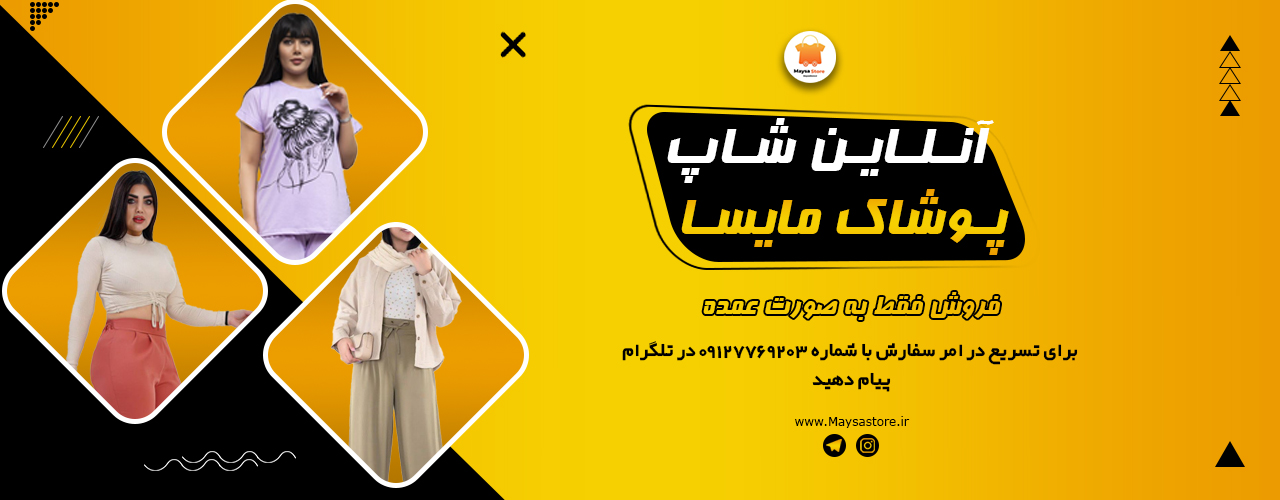 Maysa Store
آنلاین شاپ
پوشاک مایسا
فروش فقط به صورت عمده
برای تسریع در امر سفارش با شماره ۰۹۱۲۷۷۶۹۲۰۳ در تلگرام
پیام دهید
www.Maysastore.ir